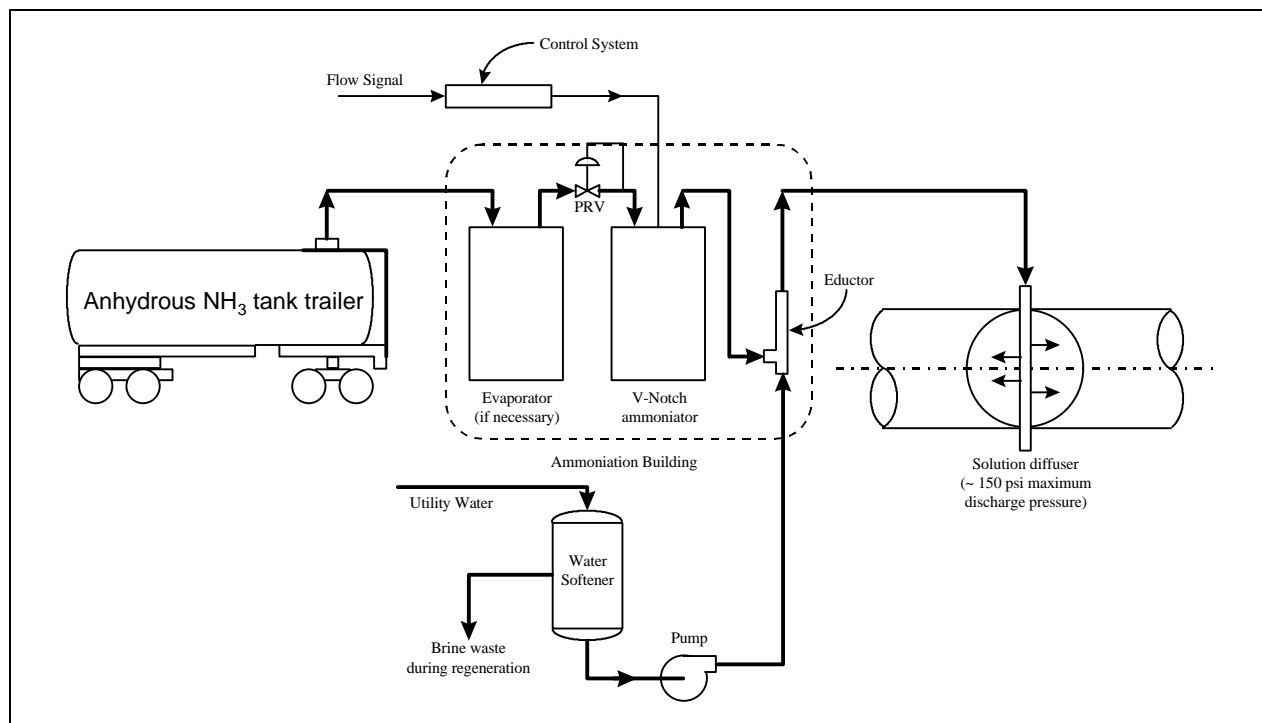 Control System
Flow Signal
PRV
Anhydrous NH₃ tank trailer
Eductor
Evaporator
(if necessary)
V-Notch
ammoniator
Ammoniation Building
Solution diffuser
(~ 150 psi maximum
discharge pressure)
Utility Water
Water
Softener
Brine waste
during regeneration
Pump